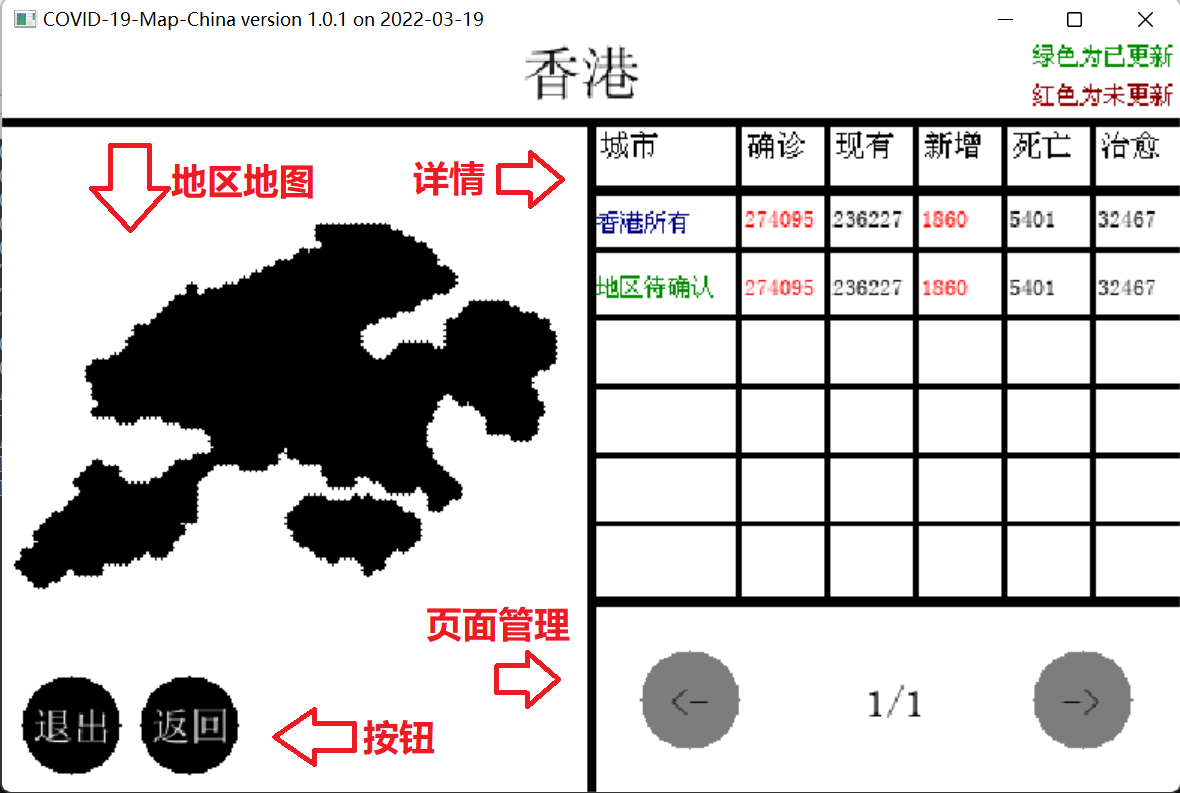 COVID-19-Map-China version 1.0.1 on 2022-03-19
香港
绿色为已更新
红色为未更新
地区地图
详情
城市 确诊 现有 新增 死亡 治愈
香港所有 274095 236227 1860 5401 32467
地区待确认 274095 236227 1860 5401 32467
页面管理
退出 返回
按钮
<- 1/1 ->